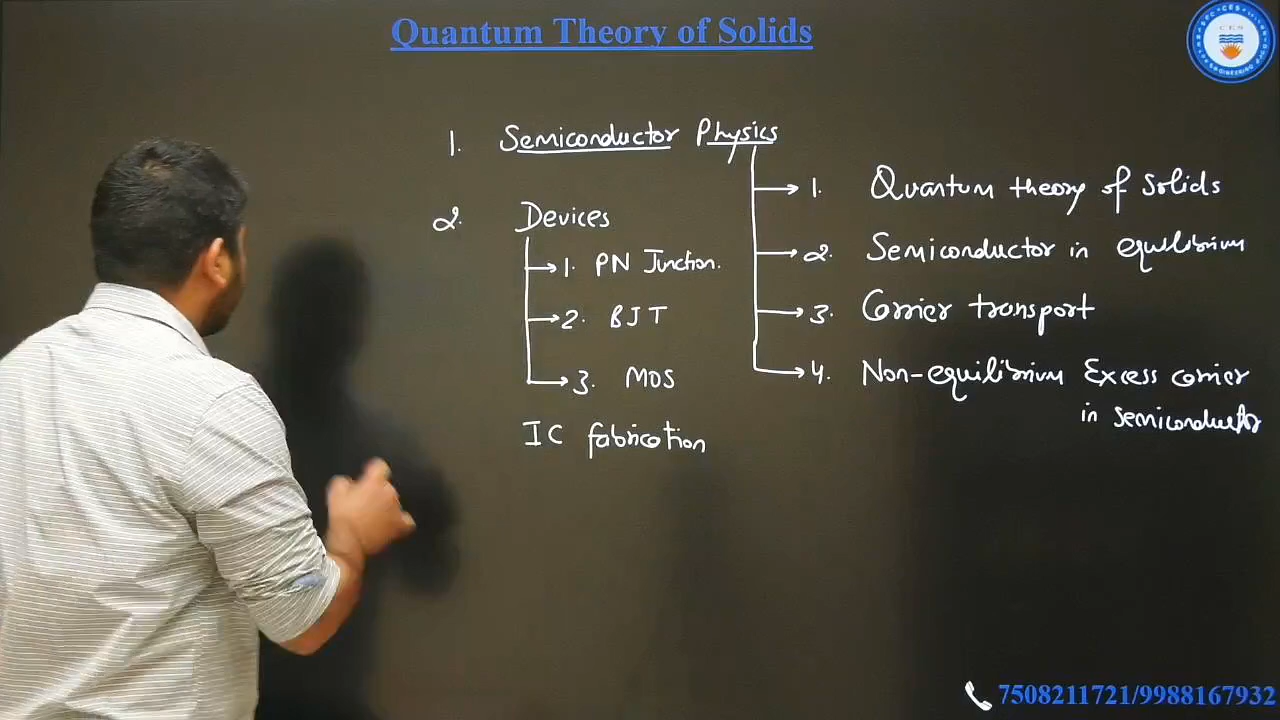 Quantum Theory of Solids
CES
1. Semiconductor Physics
1. Quantum theory of Solids
2. Semiconductor in equilibrium
3. Carrier transport
4. Non-equilibrium Excess carrier
in semiconductor
2. Devices
1. PN Junction.
2. BJT
3. MOS
IC fabrication
7508211721/9988167932